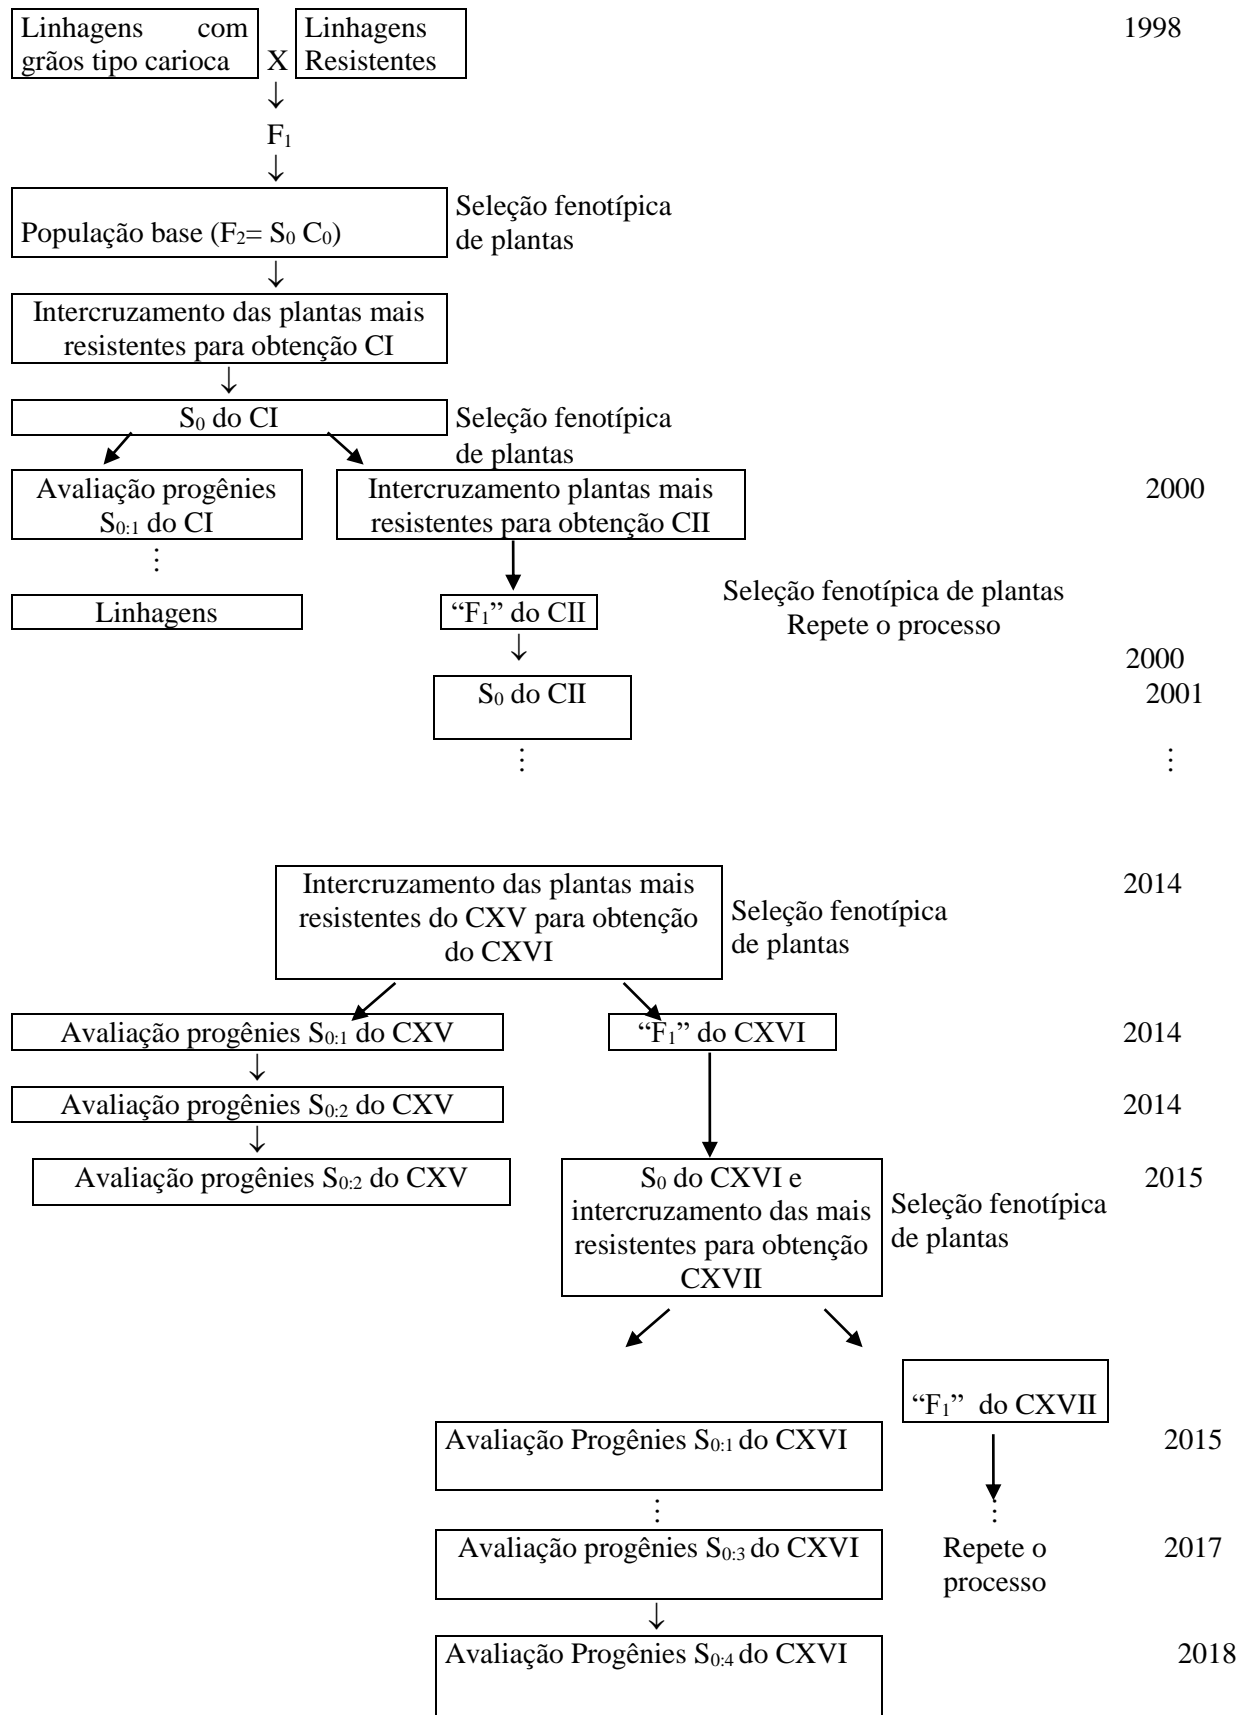 Linhagens com
grãos tipo carioca
X
Linhagens
Resistentes
1998
↓
F₁
↓
População base (F₂= S₀ C₀)
Seleção fenotípica
de plantas
↓
Intercruzamento das plantas mais
resistentes para obtenção CI
↓
S₀ do CI
Seleção fenotípica
de plantas
Avaliação progênies
S₀:₁ do CI
Intercruzamento plantas mais
resistentes para obtenção CII
2000
⋮
Linhagens
“F₁” do CII
Seleção fenotípica de plantas
Repete o processo
↓
2000
S₀ do CII
2001
⋮
⋮
Intercruzamento das plantas mais
resistentes do CXV para obtenção
do CXVI
Seleção fenotípica
de plantas
2014
Avaliação progênies S₀:₁ do CXV
“F₁” do CXVI
2014
↓
Avaliação progênies S₀:₂ do CXV
2014
↓
Avaliação progênies S₀:₂ do CXV
S₀ do CXVI e
intercruzamento das mais
resistentes para obtenção
CXVII
Seleção fenotípica
de plantas
2015
“F₁” do CXVII
Avaliação Progênies S₀:₁ do CXVI
2015
⋮
⋮
Avaliação progênies S₀:₃ do CXVI
Repete o
processo
2017
↓
Avaliação Progênies S₀:₄ do CXVI
2018